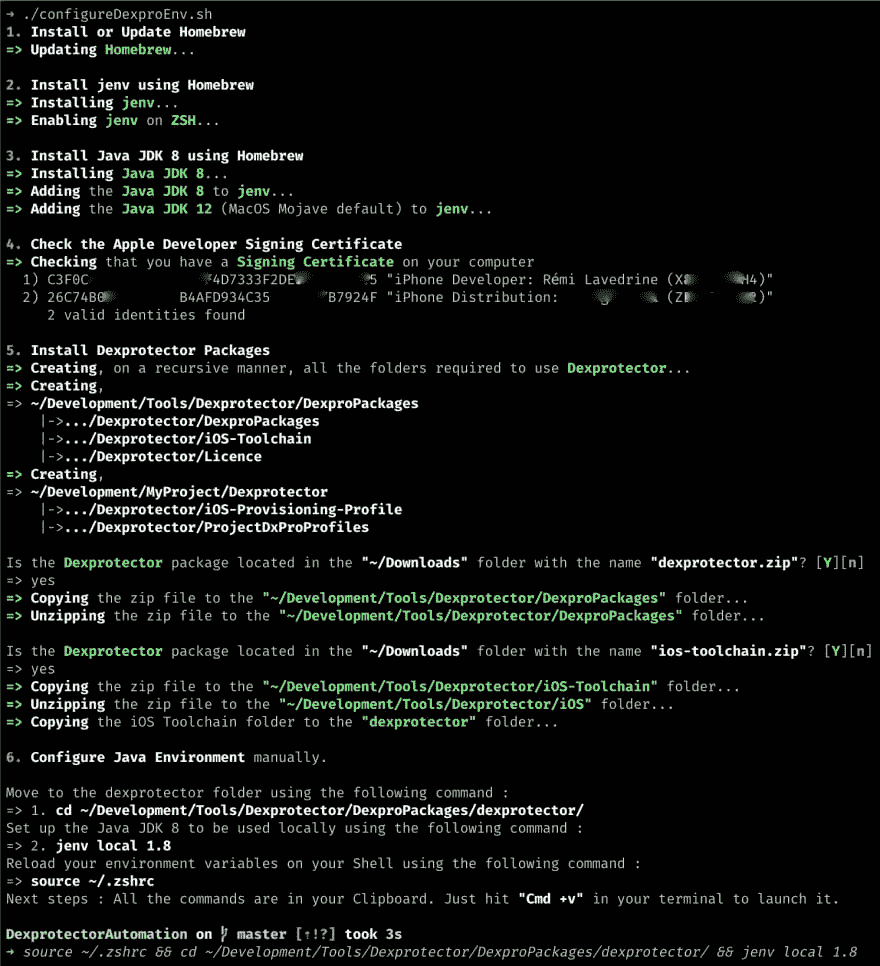 → ./configureDexproEnv.sh
1. Install or Update Homebrew
=> Updating Homebrew...
2. Install jenv using Homebrew
=> Installing jenv...
=> Enabling jenv on ZSH...
3. Install Java JDK 8 using Homebrew
=> Installing Java JDK 8...
=> Adding the Java JDK 8 to jenv...
=> Adding the Java JDK 12 (MacOS Mojave default) to jenv...
4. Check the Apple Developer Signing Certificate
=> Checking that you have a Signing Certificate on your computer
1) C3F0C 4D7333F2DE 5 "iPhone Developer: Rémi Lavedrine (X H4)"
2) 26C74B0 B4AFD934C35 B7924F "iPhone Distribution: (Z )"
2 valid identities found
5. Install Dexprotector Packages
=> Creating, on a recursive manner, all the folders required to use Dexprotector...
=> Creating,
=> ~/Development/Tools/Dexprotector/DexproPackages
|->.../Dexprotector/DexproPackages
|->.../Dexprotector/iOS-Toolchain
|->.../Dexprotector/Licence
=> Creating,
=> ~/Development/MyProject/Dexprotector
|->.../Dexprotector/iOS-Provisioning-Profile
|->.../Dexprotector/ProjectDxProProfiles
Is the Dexprotector package located in the "~/Downloads" folder with the name "dexprotector.zip"? [Y][n]
=> yes
=> Copying the zip file to the "~/Development/Tools/Dexprotector/DexproPackages" folder...
=> Unzipping the zip file to the "~/Development/Tools/Dexprotector/DexproPackages" folder...
Is the Dexprotector package located in the "~/Downloads" folder with the name "ios-toolchain.zip"? [Y][n]
=> yes
=> Copying the zip file to the "~/Development/Tools/Dexprotector/iOS-Toolchain" folder...
=> Unzipping the zip file to the "~/Development/Tools/Dexprotector/iOS" folder...
=> Copying the iOS Toolchain folder to the "dexprotector" folder...
6. Configure Java Environment manually.
Move to the dexprotector folder using the following command :
=> 1. cd ~/Development/Tools/Dexprotector/DexproPackages/dexprotector/
Set up the Java JDK 8 to be used locally using the following command :
=> 2. jenv local 1.8
Reload your environment variables on your Shell using the following command :
=> source ~/.zshrc
Next steps : All the commands are in your Clipboard. Just hit "Cmd +v" in your terminal to launch it.
DexprotectorAutomation on master [↑!?] took 3s
→ source ~/.zshrc && cd ~/Development/Tools/Dexprotector/DexproPackages/dexprotector/ && jenv local 1.8